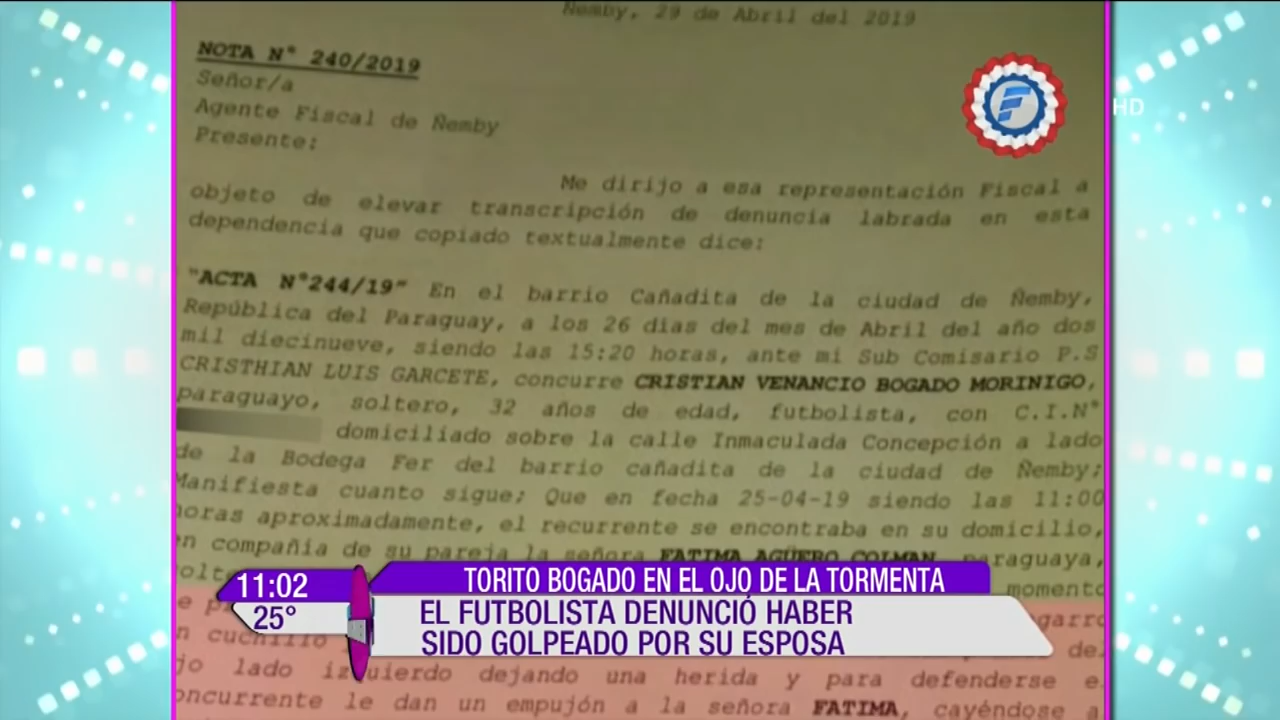 Ñemby, 29 de Abril del 2019
NOTA N° 240/2019
Señor/a
Agente Fiscal de Ñemby
Presente:
Me dirijo a esa representación Fiscal a
objeto de elevar transcripción de denuncia labrada en esta
dependencia que copiado textualmente dice:
"ACTA N°244/19" En el barrio Cañadita de la ciudad de Ñemby,
República del Paraguay, a los 26 dias del mes de Abril del año dos
mil diecinueve, siendo las 15:20 horas, ante mi Sub Comisario P.S
CRISTHIAN LUIS GARCETE, concurre CRISTIAN VENANCIO BOGADO MORINIGO,
paraguayo, soltero, 32 años de edad, futbolista, con C.I.N°
domiciliado sobre la calle Inmaculada Concepción a lado
de la Bodega Fer del barrio cañadita de la ciudad de Ñemby;
Manifiesta cuanto sigue; Que en fecha 25-04-19 siendo las 11:00
horas aproximadamente, el recurrente se encontraba en su domicilio,
en compañia de su pareja la señora FATIMA AGÜERO COLMAN, paraguaya,
momento
cuchillo
lado izquierdo dejando una herida y para defenderse
le dan un empujón a la señora FATIMA, cayéndose a
HD
11:02
25°
TORITO BOGADO EN EL OJO DE LA TORMENTA
EL FUTBOLISTA DENUNCIÓ HABER
SIDO GOLPEADO POR SU ESPOSA